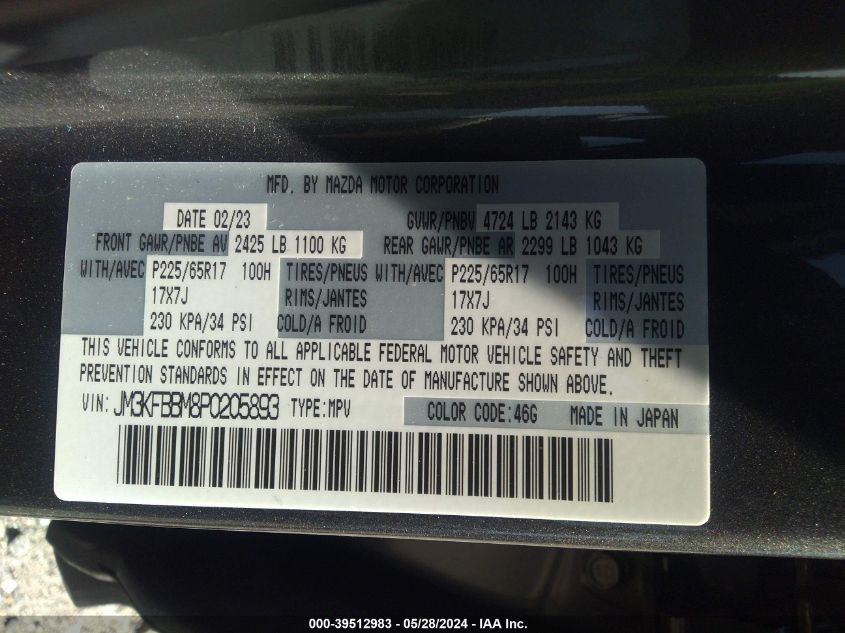 MFD. BY MAZDA MOTOR CORPORATION
DATE 02/23 GVWR/PNBV 4724 LB 2143 KG
FRONT GAWR/PNBE AV 2425 LB 1100 KG REAR GAWR/PNBE AR 2299 LB 1043 KG
WITH/AVEC P225/65R17 100H TIRES/PNEUS WITH/AVEC P225/65R17 100H TIRES/PNEUS
17X7J RIMS/JANTES 17X7J RIMS/JANTES
230 KPA/34 PSI COLD/A FROID 230 KPA/34 PSI COLD/A FROID
THIS VEHICLE CONFORMS TO ALL APPLICABLE FEDERAL MOTOR VEHICLE SAFETY AND THEFT
PREVENTION STANDARDS IN EFFECT ON THE DATE OF MANUFACTURE SHOWN ABOVE.
VIN: JM3KFBBM8P0205893 TYPE:MPV COLOR CODE:46G MADE IN JAPAN
000-39512983 - 05/28/2024 - IAA Inc.